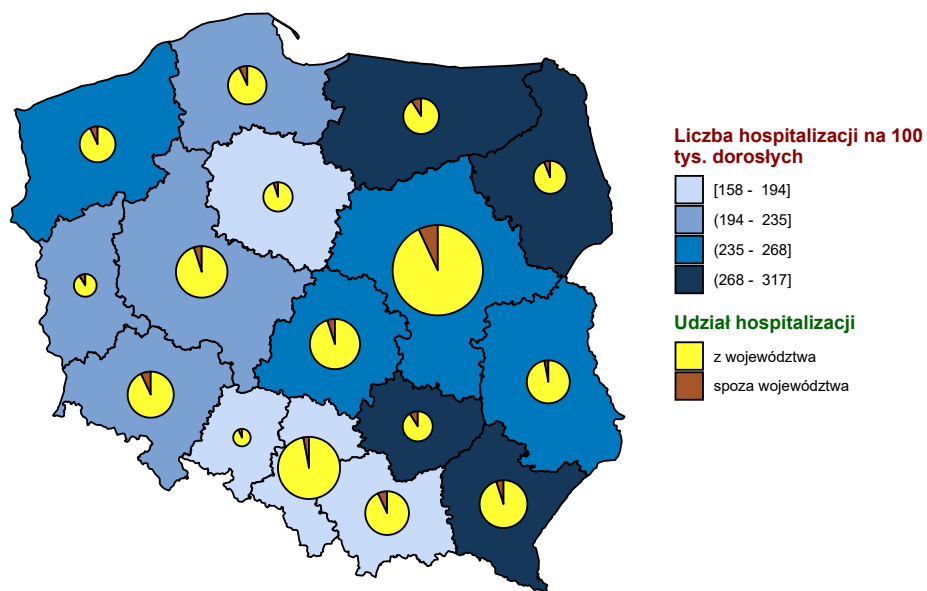 Liczba hospitalizacji na 100
tys. dorosłych
[158 - 194]
(194 - 235]
(235 - 268]
(268 - 317]
Udział hospitalizacji
z województwa
spoza województwa